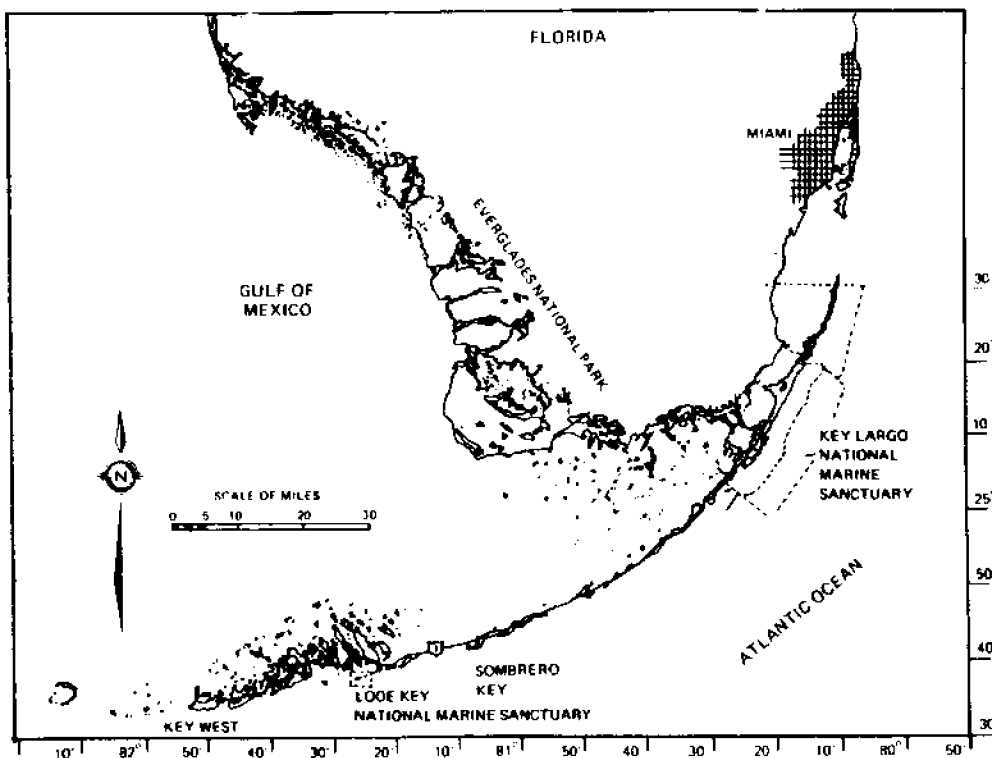 FLORIDA
MIAMI
EVERGLADES NATIONAL PARK
GULF OF
MEXICO
N
SCALE OF MILES
0 5 10 20 30
KEY LARGO
NATIONAL
MARINE
SANCTUARY
ATLANTIC OCEAN
1
SOMBRERO
KEY
LOOE KEY
NATIONAL MARINE SANCTUARY
KEY WEST
30
20'
10
25°
50'
40
30
10' 82° 50' 40' 30' 10' 81° 50' 40' 30 20 10' 80° 50'